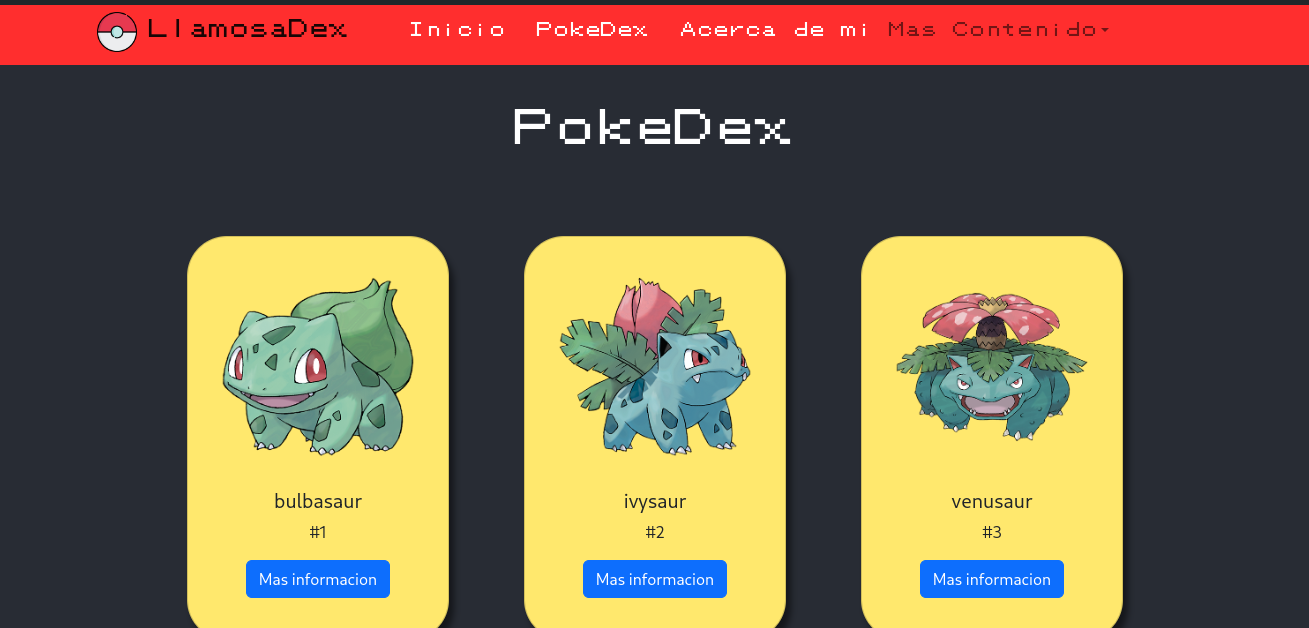 LlamosaDex Inicio PokeDex Acerca de mi Mas Contenido
PokeDex
bulbasaur ivysaur venusaur
#1 #2 #3
Mas informacion Mas informacion Mas informacion